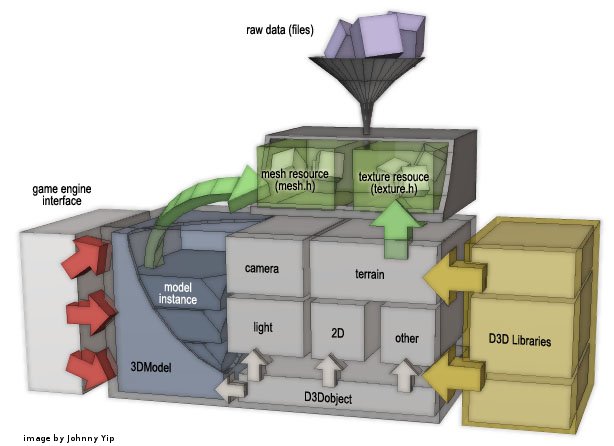 raw data (files)
mesh resource
(mesh.h)
texture resouce
(texture.h)
game engine
interface
camera
terrain
model
instance
light
2D
other
D3D Libraries
3DModel
D3Dobject
image by Johnny Yip